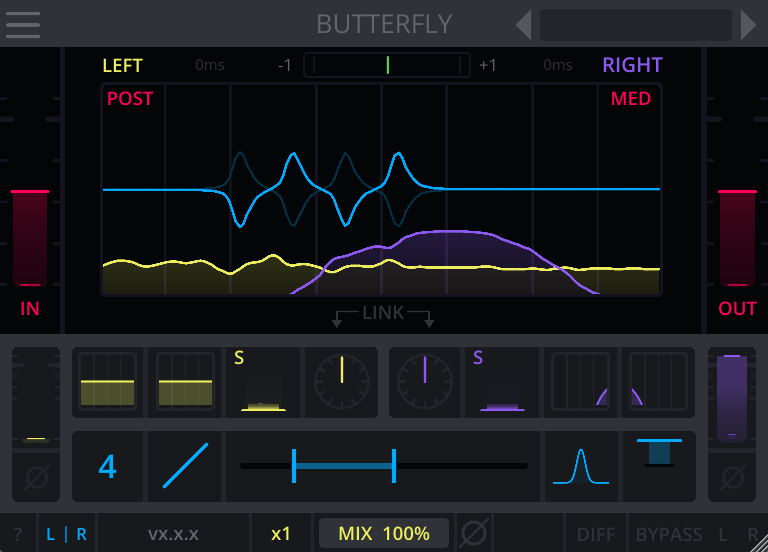 BUTTERFLY
LEFT 0ms -1 +1 0ms RIGHT
POST MED
IN LINK OUT
S S
4
? L | R VX.X.X x1 MIX 100% DIFF BYPASS L R